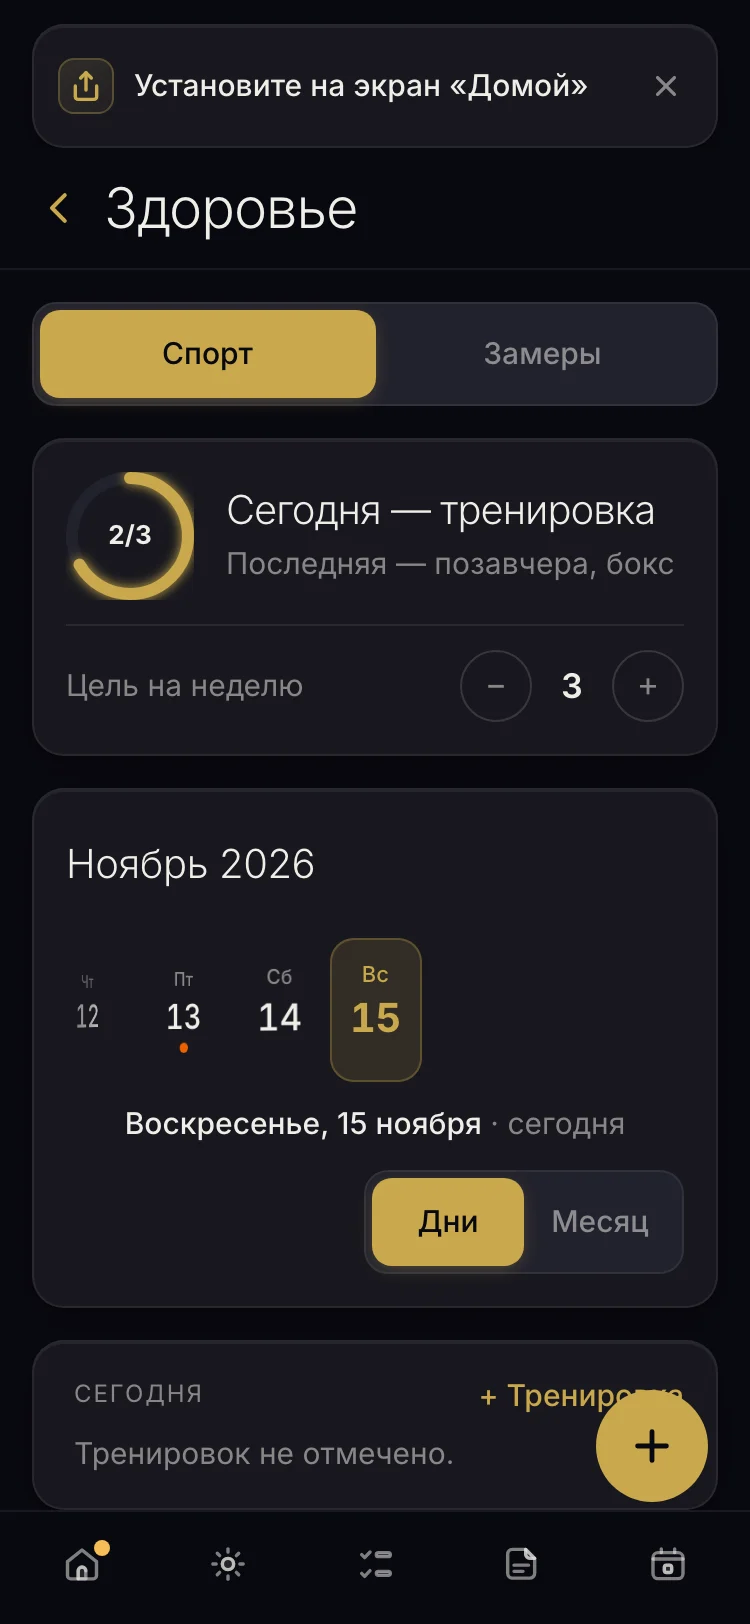 Установите на экран «Домой»
Здоровье
Спорт
Замеры
2/3
Сегодня — тренировка
Последняя — позавчера, бокс
Цель на неделю
− 3 +
Ноябрь 2026
Чт Пт Сб Вс
12 13 14 15
Воскресенье, 15 ноября · сегодня
Дни
Месяц
СЕГОДНЯ
+ Тренировка
Тренировок не отмечено.